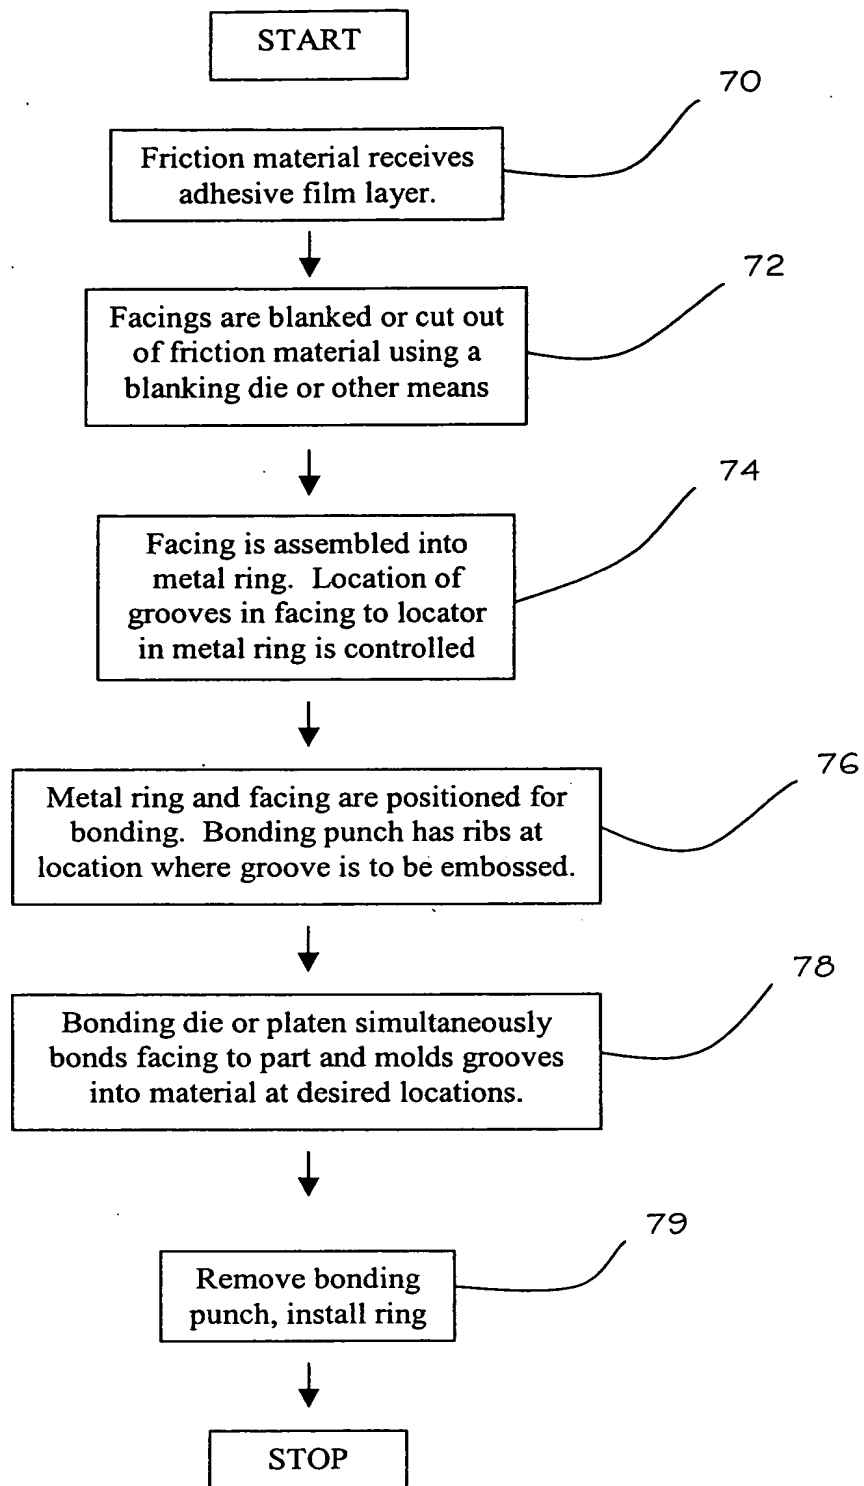 START
70
Friction material receives
adhesive film layer.
72
Facings are blanked or cut out
of friction material using a
blanking die or other means
74
Facing is assembled into
metal ring. Location of
grooves in facing to locator
in metal ring is controlled
76
Metal ring and facing are positioned for
bonding. Bonding punch has ribs at
location where groove is to be embossed.
78
Bonding die or platen simultaneously
bonds facing to part and molds grooves
into material at desired locations.
79
Remove bonding
punch, install ring
STOP